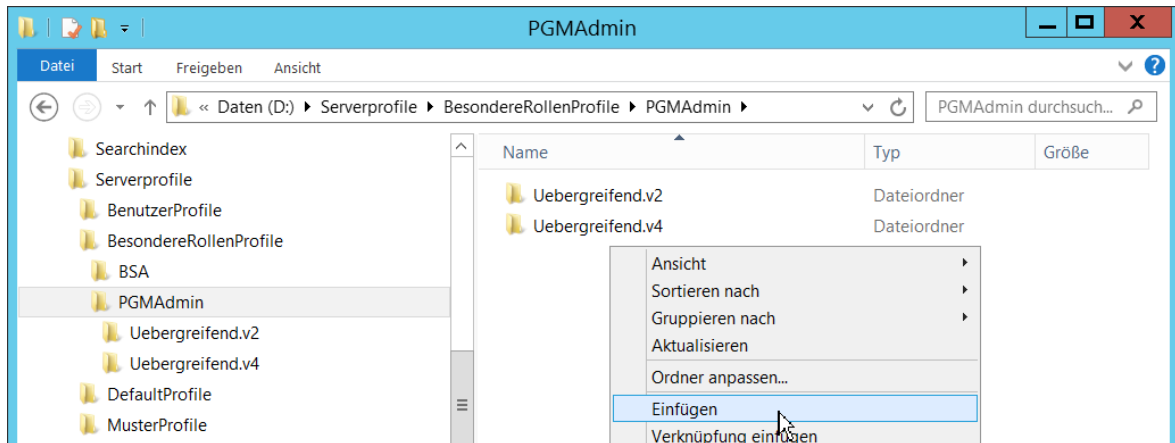 PGMAdmin
X
Datei Start Freigeben Ansicht
« Daten (D:) Serverprofile BesondereRollenProfile PGMAdmin PGMAdmin durchsuch...
Searchindex
Serverprofile
BenutzerProfile
BesondereRollenProfile
BSA
PGMAdmin
Uebergreifend.v2
Uebergreifend.v4
DefaultProfile
MusterProfile
Name Typ Größe
Uebergreifend.v2 Dateiordner
Uebergreifend.v4 Dateiordner
Ansicht
Sortieren nach
Gruppieren nach
Aktualisieren
Ordner anpassen...
Einfügen
Verknüpfung einfügen